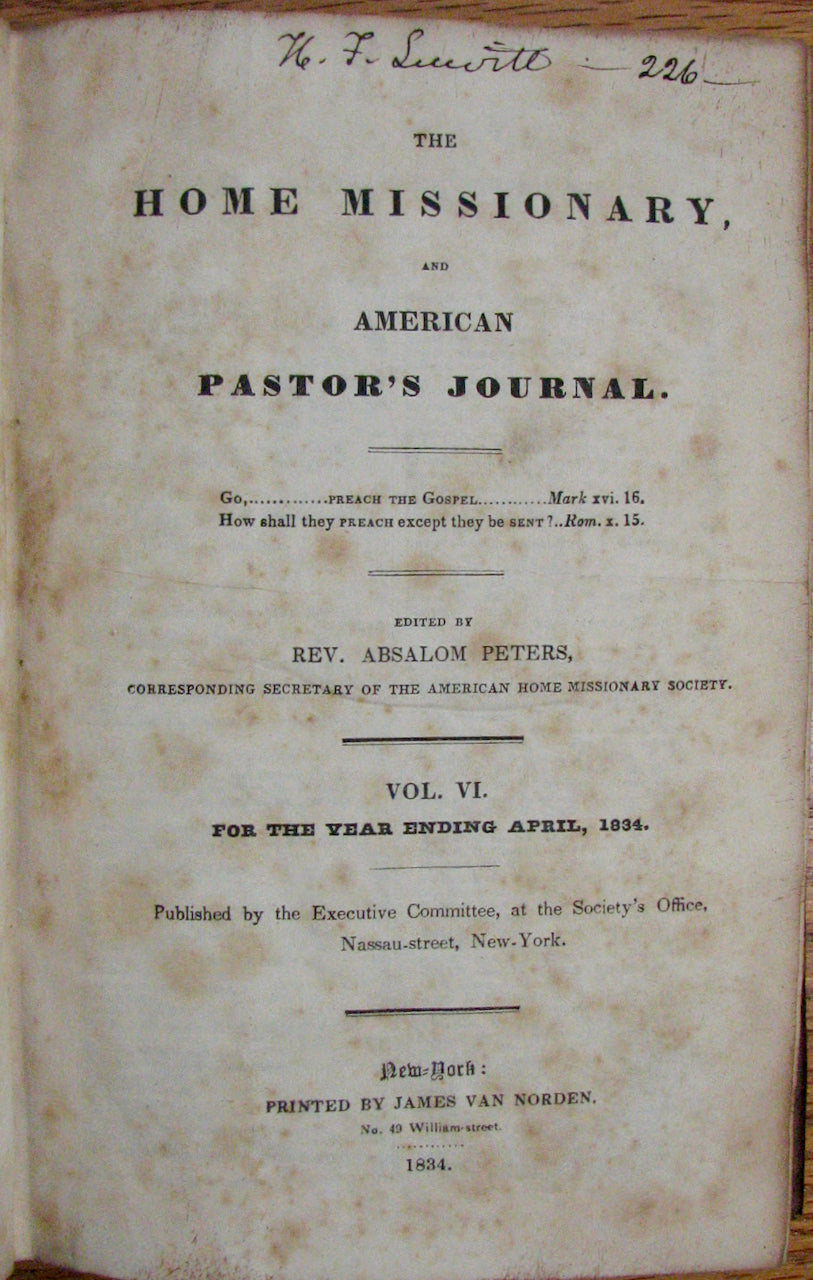 H. F. Leavitt — 226 —
THE
HOME MISSIONARY,
AND
AMERICAN
PASTOR'S JOURNAL.
Go,............PREACH THE GOSPEL...........Mark xvi. 16.
How shall they PREACH except they be SENT?..Rom. x. 15.
EDITED BY
REV. ABSALOM PETERS,
CORRESPONDING SECRETARY OF THE AMERICAN HOME MISSIONARY SOCIETY.
VOL. VI.
FOR THE YEAR ENDING APRIL, 1834.
Published by the Executive Committee, at the Society's Office,
Nassau-street, New-York.
New-York:
PRINTED BY JAMES VAN NORDEN,
No. 49 William-street.
...........
1834.